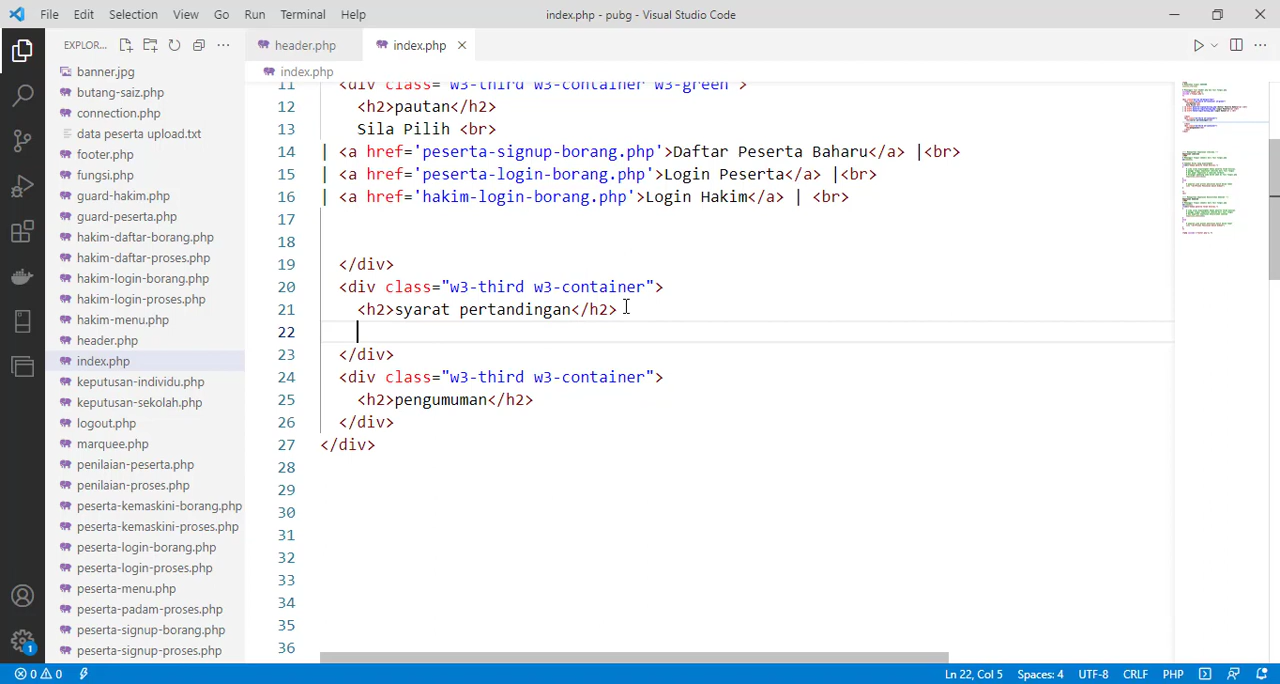 File Edit Selection View Go Run Terminal Help
index.php - pubg - Visual Studio Code
EXPLOR...
header.php
index.php
index.php
banner.jpg
butang-saiz.php
connection.php
data peserta upload.txt
footer.php
fungsi.php
guard-hakim.php
guard-peserta.php
hakim-daftar-borang.php
hakim-daftar-proses.php
hakim-login-borang.php
hakim-login-proses.php
hakim-menu.php
header.php
index.php
keputusan-individu.php
keputusan-sekolah.php
logout.php
marquee.php
penilaian-peserta.php
penilaian-proses.php
peserta-kemaskini-borang.php
peserta-kemaskini-proses.php
peserta-login-borang.php
peserta-login-proses.php
peserta-menu.php
peserta-padam-proses.php
peserta-signup-borang.php
peserta-signup-proses.php
11 <div class="w3-third w3-container w3-green">
12 <h2>pautan</h2>
13 Sila Pilih <br>
14 | <a href='peserta-signup-borang.php'>Daftar Peserta Baharu</a> |<br>
15 | <a href='peserta-login-borang.php'>Login Peserta</a> |<br>
16 | <a href='hakim-login-borang.php'>Login Hakim</a> | <br>
17
18
19 </div>
20 <div class="w3-third w3-container">
21 <h2>syarat pertandingan</h2>
22
23 </div>
24 <div class="w3-third w3-container">
25 <h2>pengumuman</h2>
26 </div>
27 </div>
28
29
30
31
32
33
34
35
36
1
0 0
Ln 22, Col 5
Spaces: 4
UTF-8
CRLF
PHP